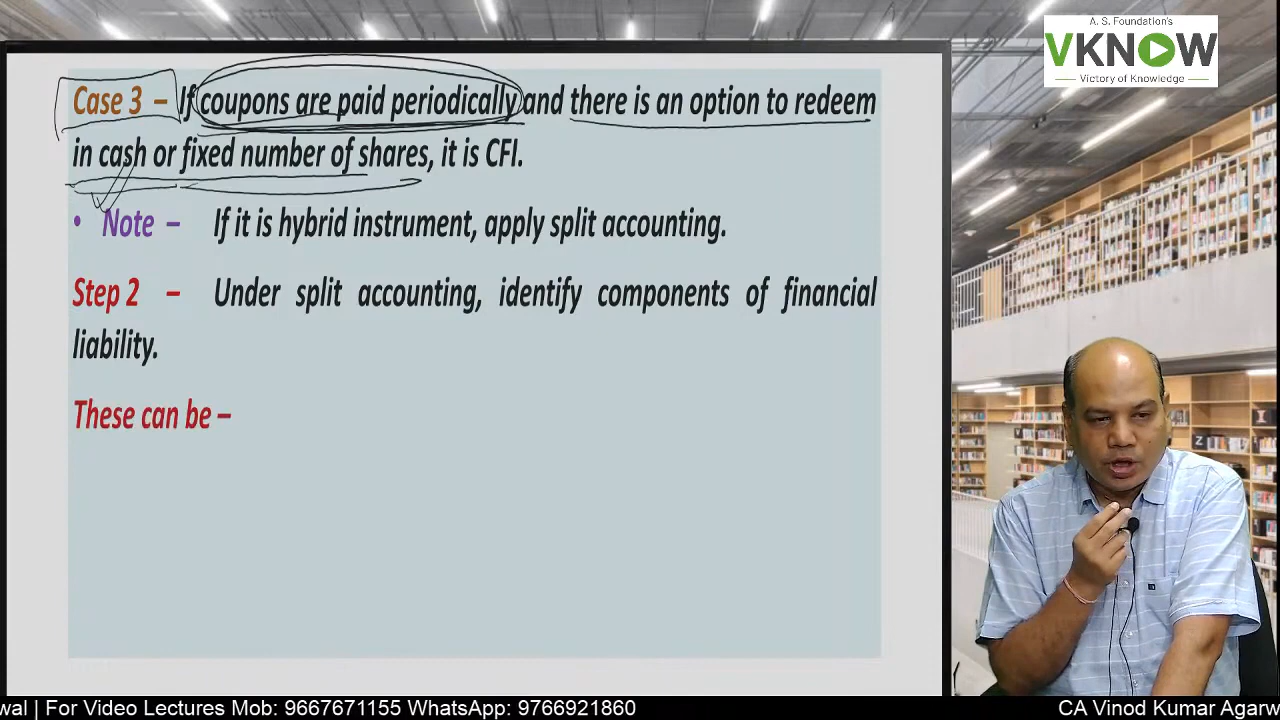 A. S. Foundation's
VKNOW
Victory of Knowledge
Case 3 – If coupons are paid periodically and there is an option to redeem
in cash or fixed number of shares, it is CFI.
• Note – If it is hybrid instrument, apply split accounting.
Step 2 – Under split accounting, identify components of financial
liability.
These can be –
wal | For Video Lectures Mob: 9667671155 WhatsApp: 9766921860
CA Vinod Kumar Agarw